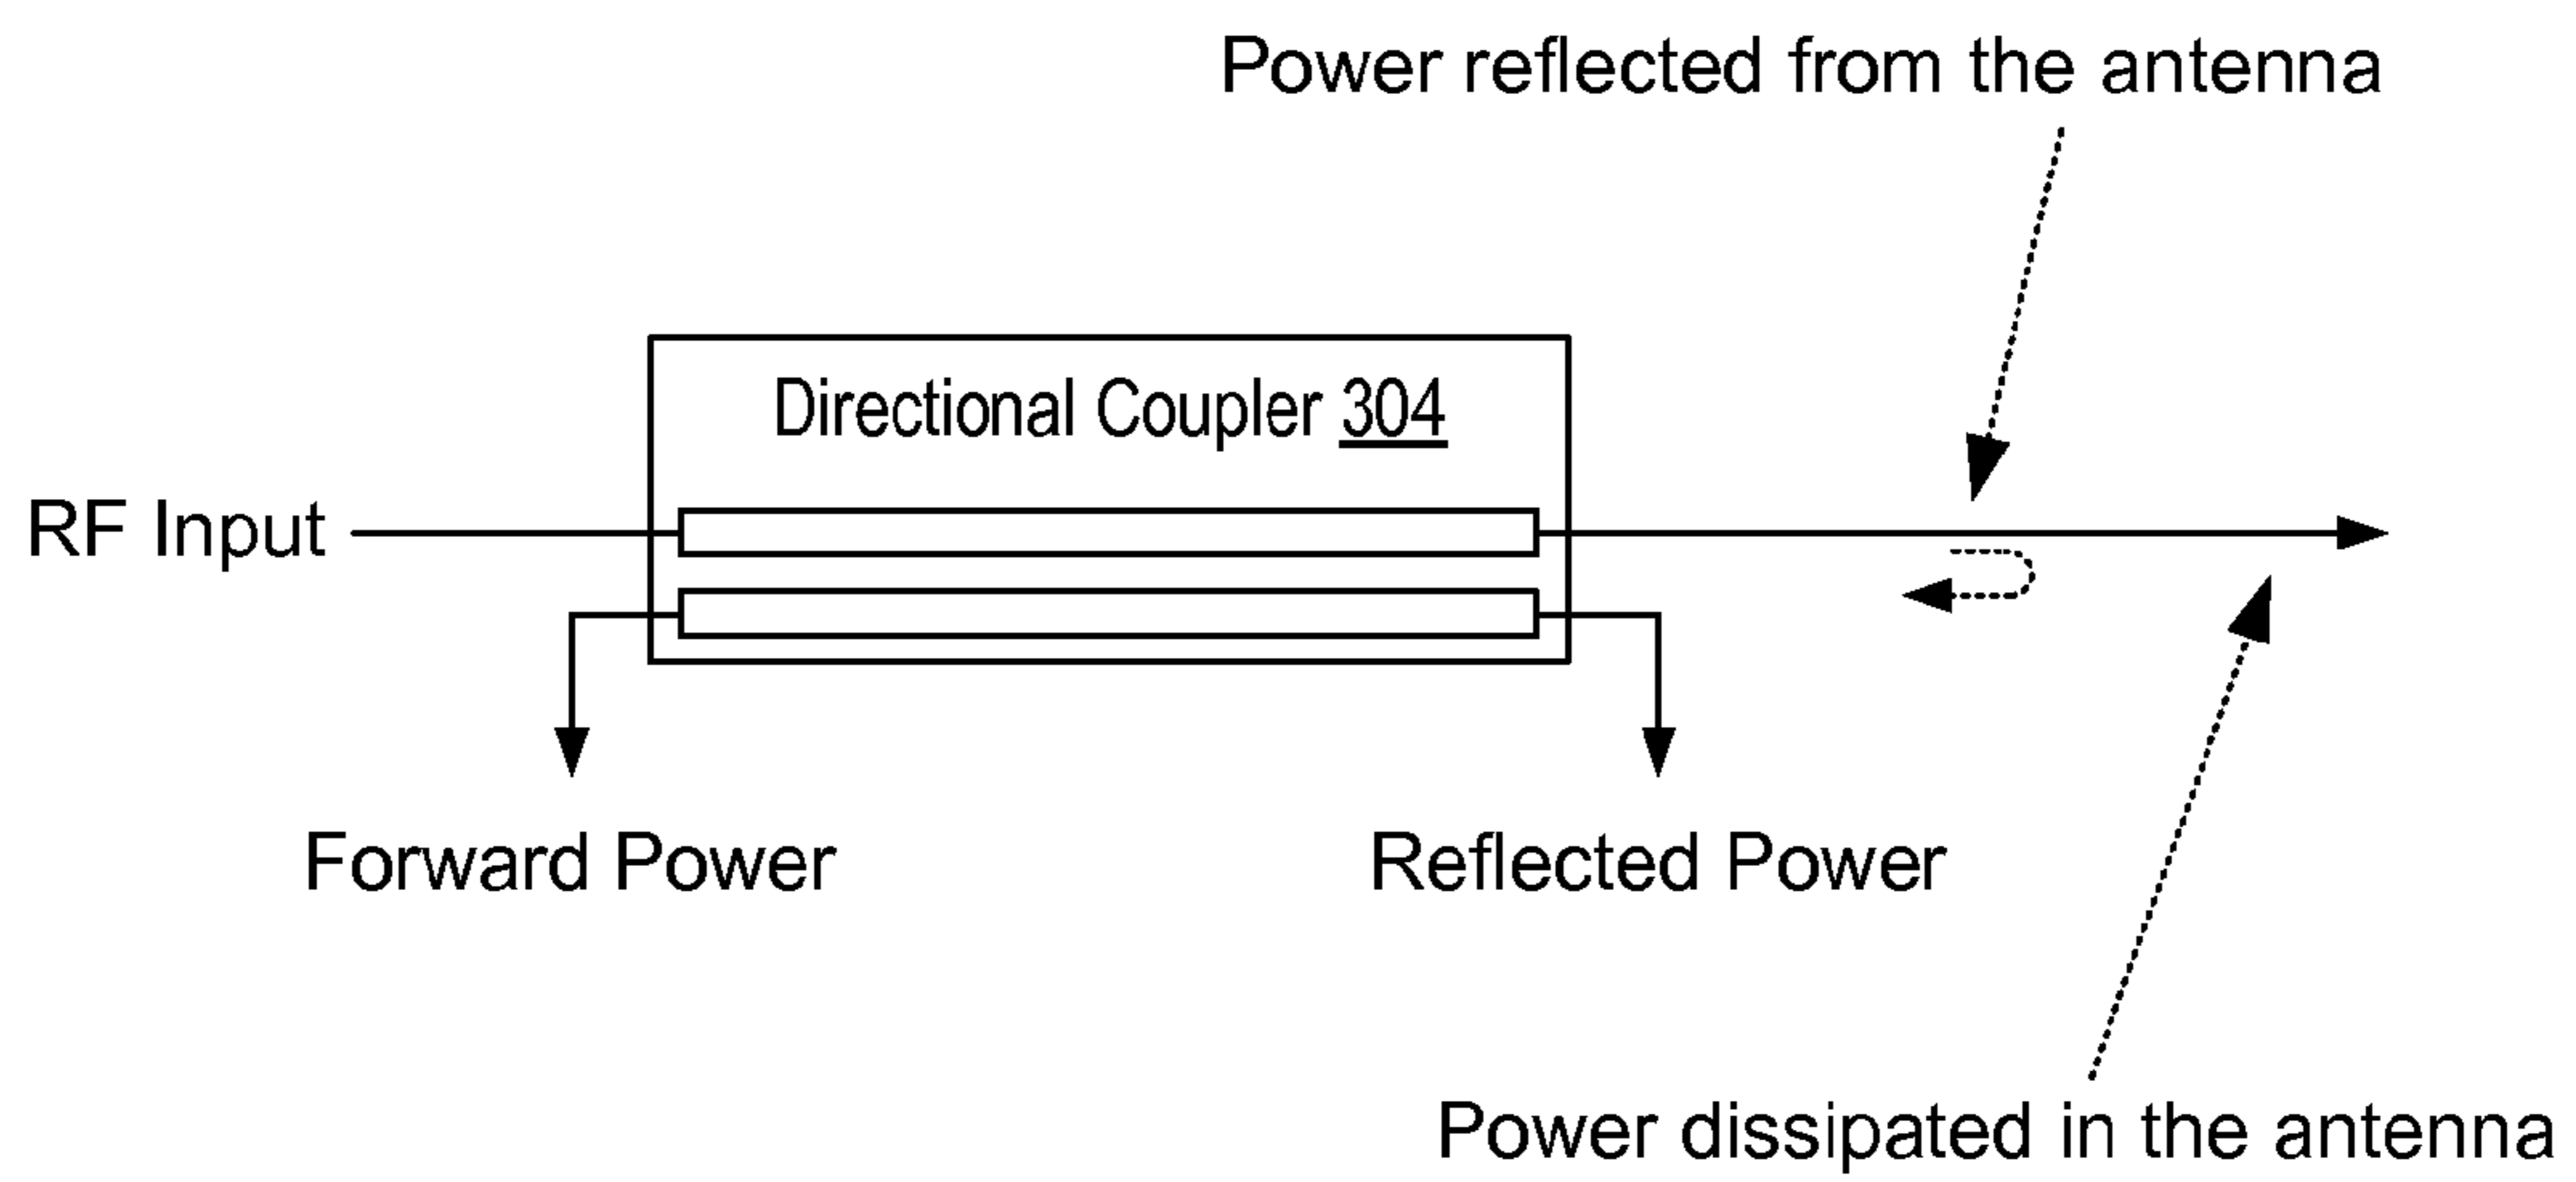 Power reflected from the antenna
Directional Coupler 304
RF Input
Forward Power
Reflected Power
Power dissipated in the antenna